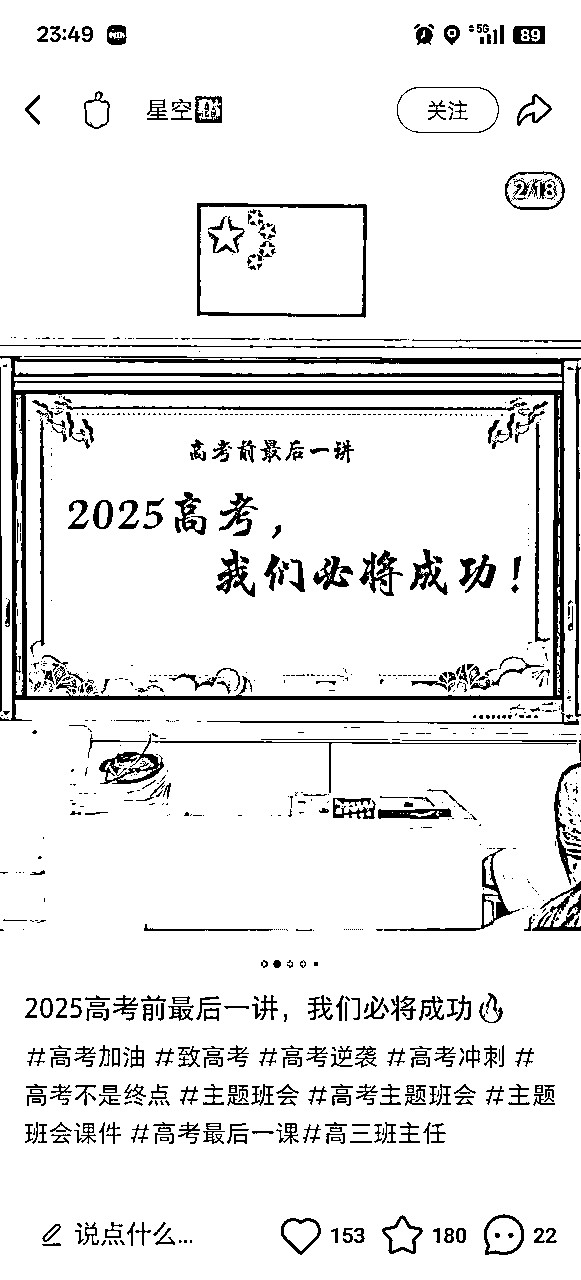 23:49
5G
89
星空
关注
2/18
高考前最后一讲
2025高考，
我们必将成功！
2025高考前最后一讲，我们必将成功
#高考加油 #致高考 #高考逆袭 #高考冲刺 #
高考不是终点 #主题班会 #高考主题班会 #主题
班会课件 #高考最后一课#高三班主任
说点什么...
153
180
22